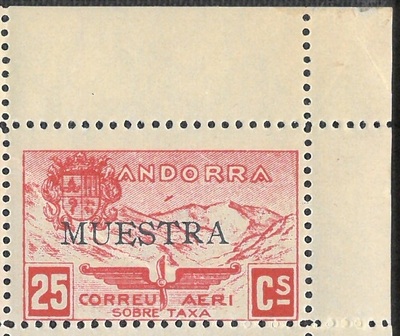 ANDORRA
MUESTRA
25 CORREU AERI Cs
SOBRE TAXA